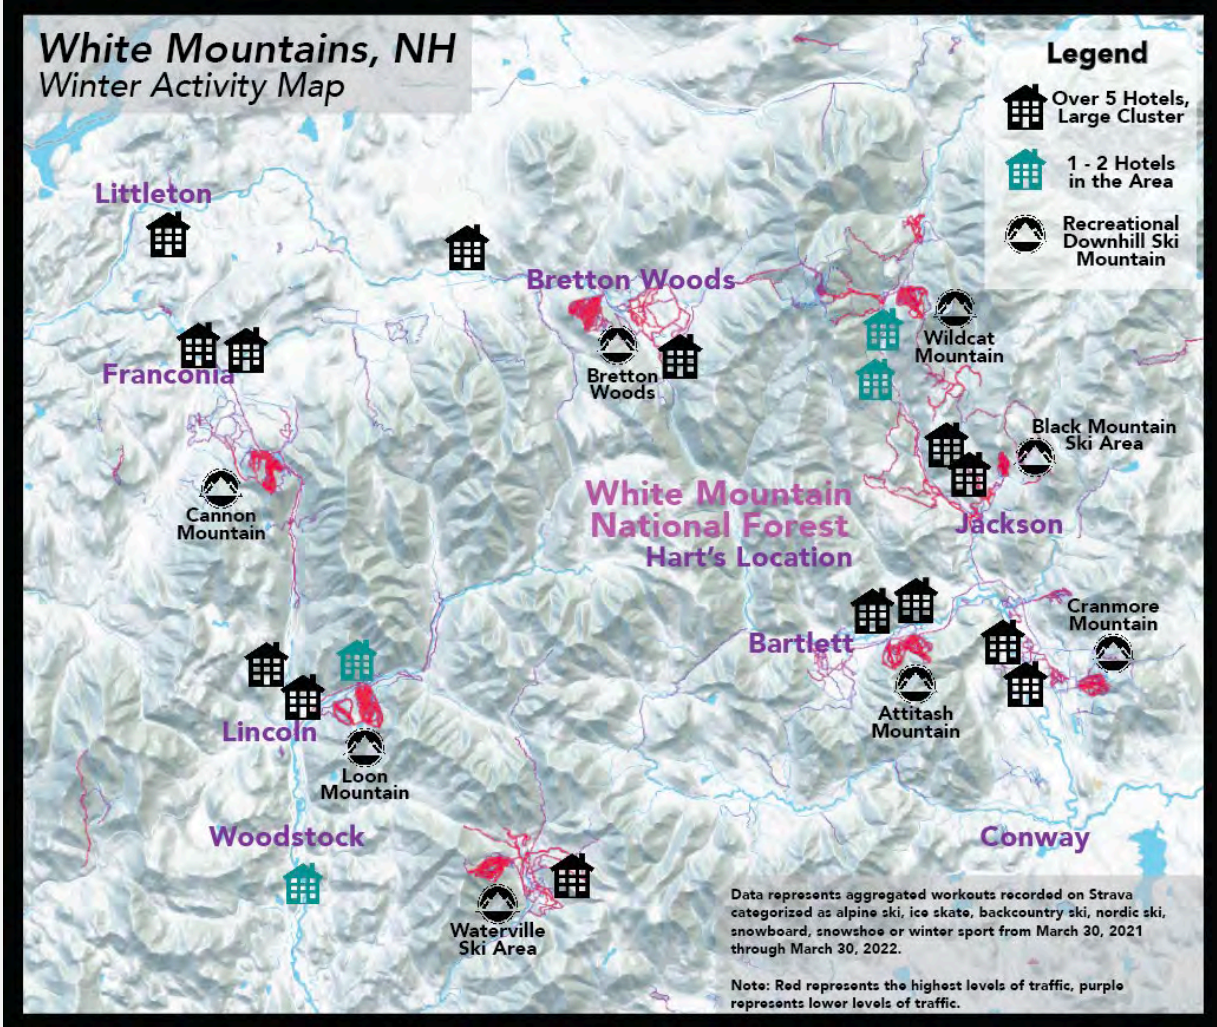 White Mountains, NH
Winter Activity Map
Legend
Over 5 Hotels,
Large Cluster
1 - 2 Hotels
in the Area
Recreational
Downhill Ski
Mountain
Littleton
Bretton Woods
Wildcat
Mountain
Bretton
Woods
Franconia
Black Mountain
Ski Area
Cannon
Mountain
White Mountain
National Forest
Hart's Location
Jackson
Cranmore
Mountain
Bartlett
Attitash
Mountain
Lincoln
Loon
Mountain
Woodstock
Conway
Waterville
Ski Area
Data represents aggregated workouts recorded on Strava
categorized as alpine ski, ice skate, backcountry ski, nordic ski,
snowboard, snowshoe or winter sport from March 30, 2021
through March 30, 2022.
Note: Red represents the highest levels of traffic, purple
represents lower levels of traffic.